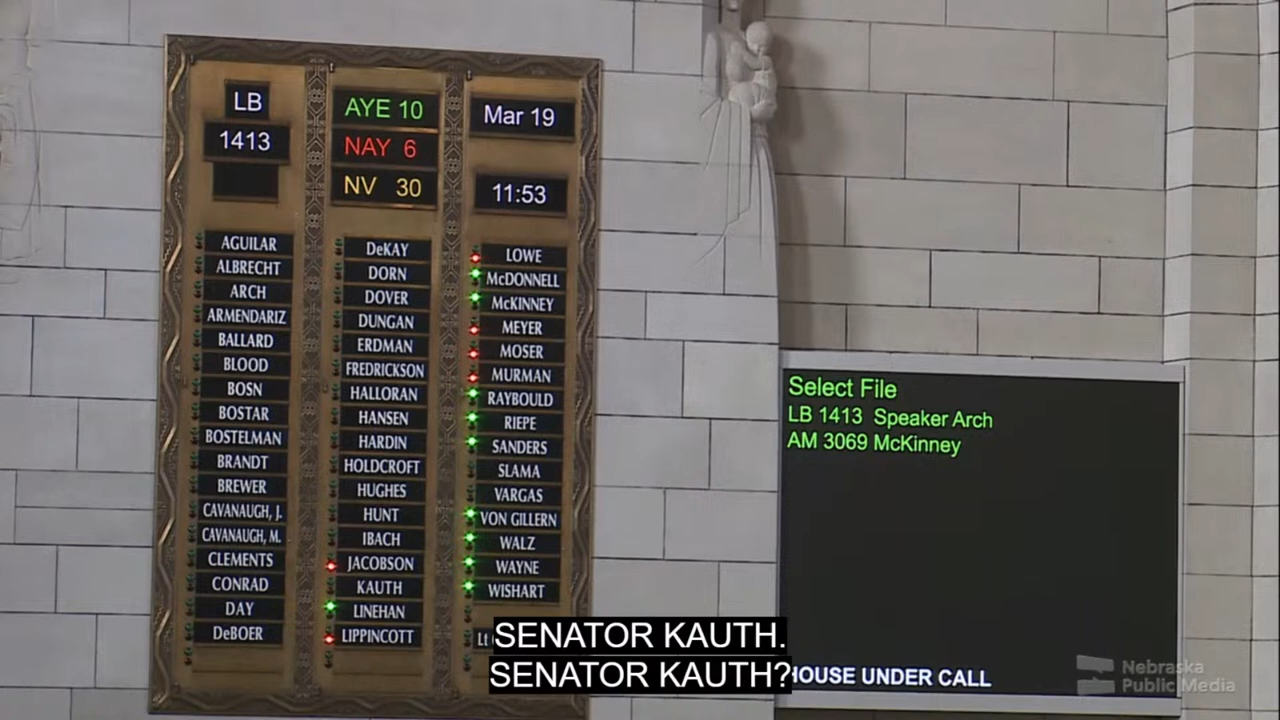 LB
1413
AYE 10
NAY 6
NV 30
Mar 19
11:53
AGUILAR
ALBRECHT
ARCH
ARMENDARIZ
BALLARD
BLOOD
BOSN
BOSTAR
BOSTELMAN
BRANDT
BREWER
CAVANAUGH, J.
CAVANAUGH, M.
CLEMENTS
CONRAD
DAY
DeBOER
DeKAY
DORN
DOVER
DUNGAN
ERDMAN
FREDRICKSON
HALLORAN
HANSEN
HARDIN
HOLDCROFT
HUGHES
HUNT
IBACH
JACOBSON
KAUTH
LINEHAN
LIPPINCOTT
LOWE
McDONNELL
McKINNEY
MEYER
MOSER
MURMAN
RAYBOULD
RIEPE
SANDERS
SLAMA
VARGAS
VON GILLERN
WALZ
WAYNE
WISHART
Lt
Select File
LB 1413 Speaker Arch
AM 3069 McKinney
HOUSE UNDER CALL
SENATOR KAUTH.
SENATOR KAUTH?
Nebraska
Public Media